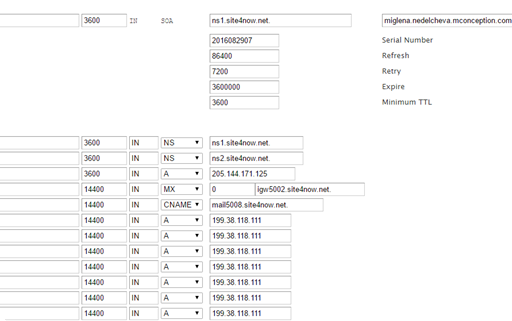 3600 IN SOA ns1.site4now.net. miglena.nedelcheva.mconception.com
2016082907 Serial Number
86400 Refresh
7200 Retry
3600000 Expire
3600 Minimum TTL
3600 IN NS ns1.site4now.net.
3600 IN NS ns2.site4now.net.
3600 IN A 205.144.171.125
14400 IN MX 0 igw5002.site4now.net.
14400 IN CNAME mail5008.site4now.net.
14400 IN A 199.38.118.111
14400 IN A 199.38.118.111
14400 IN A 199.38.118.111
14400 IN A 199.38.118.111
14400 IN A 199.38.118.111
14400 IN A 199.38.118.111
14400 IN A 199.38.118.111